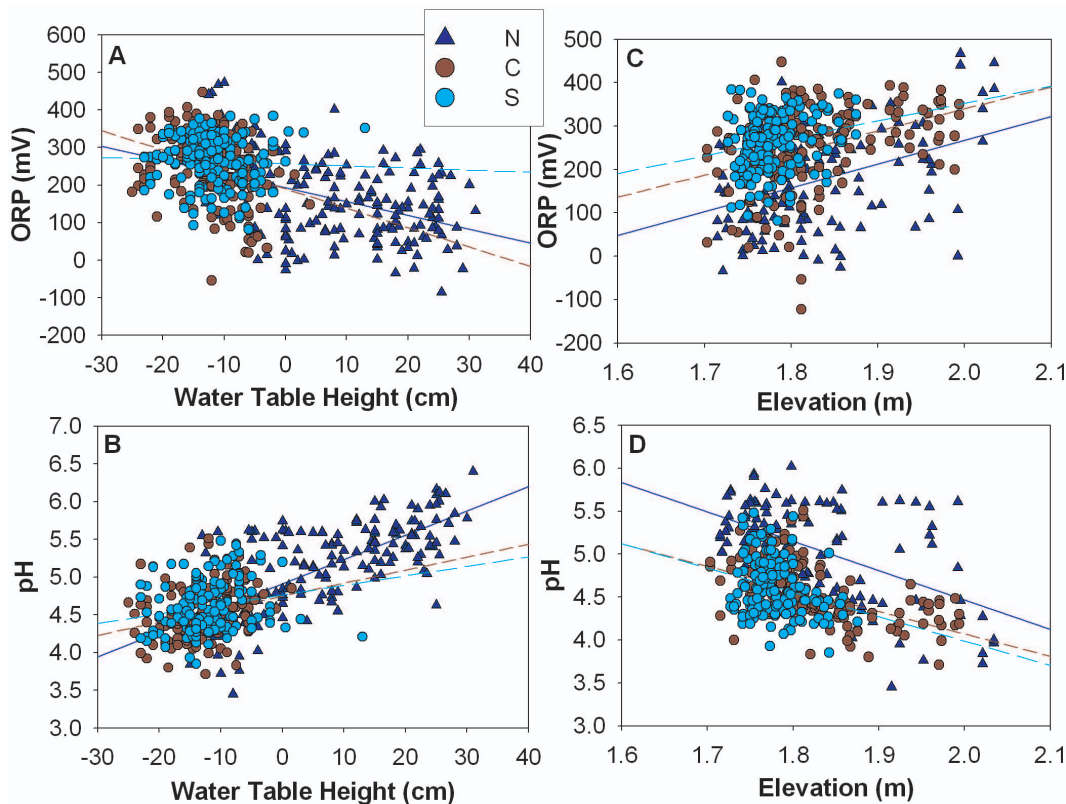 A
600
500
400
300
200
100
0
-100
-200
ORP (mV)
-30 -20 -10 0 10 20 30 40
Water Table Height (cm)
N
C
S
C
500
400
300
200
100
0
-100
-200
ORP (mV)
1.6 1.7 1.8 1.9 2.0 2.1
Elevation (m)
B
7.0
6.5
6.0
5.5
5.0
4.5
4.0
3.5
3.0
pH
-30 -20 -10 0 10 20 30 40
Water Table Height (cm)
D
6.5
6.0
5.5
5.0
4.5
4.0
3.5
3.0
pH
1.6 1.7 1.8 1.9 2.0 2.1
Elevation (m)